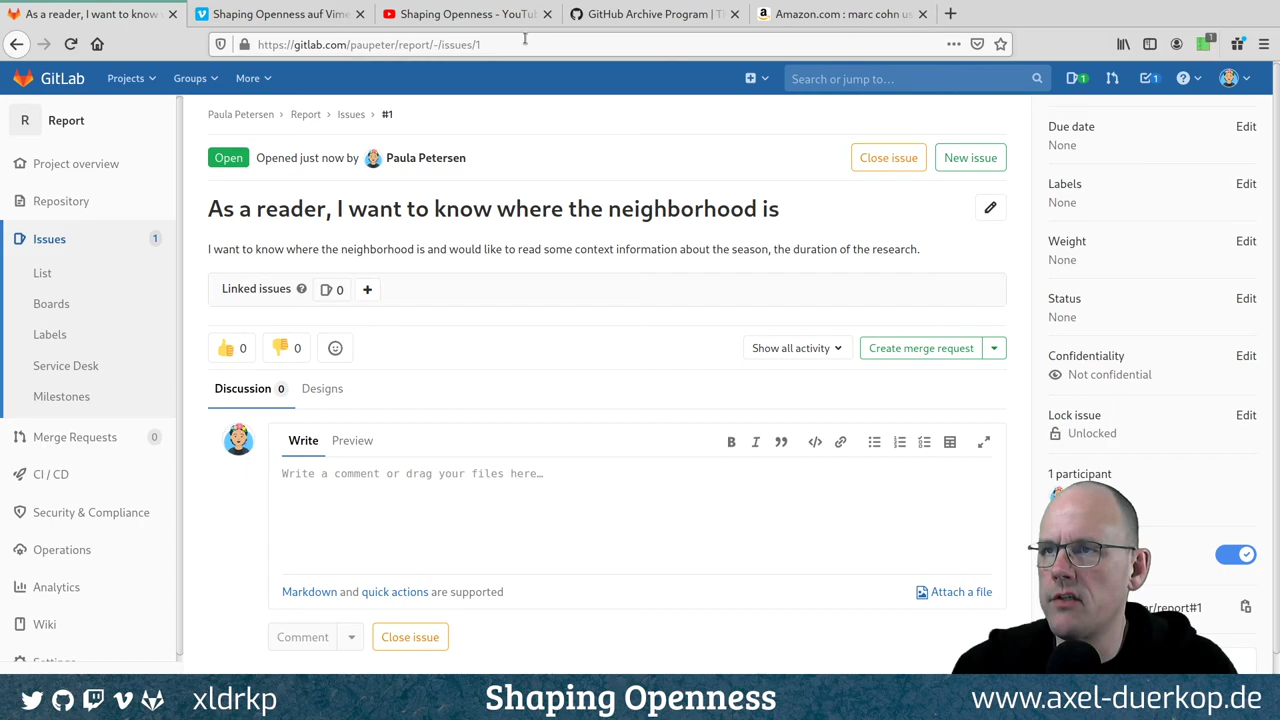 As a reader, I want to know
Shaping Openness auf Vime
Shaping Openness - YouTu
GitHub Archive Program | T
Amazon.com : marc cohn us
https://gitlab.com/paupeter/report/-/issues/1
1
GitLab
Projects
Groups
More
Search or jump to…
1
1
R
Report
Project overview
Repository
Issues
1
List
Boards
Labels
Service Desk
Milestones
Merge Requests
0
CI / CD
Security & Compliance
Operations
Analytics
Wiki
Settings
Paula Petersen
Report
Issues
#1
Open
Opened just now by
Paula Petersen
Close issue
New issue
As a reader, I want to know where the neighborhood is
I want to know where the neighborhood is and would like to read some context information about the season, the duration of the research.
Linked issues
0
0
0
Show all activity
Create merge request
Discussion
0
Designs
Write
Preview
Write a comment or drag your files here…
Markdown and quick actions are supported
Attach a file
Comment
Close issue
Due date
Edit
None
Labels
Edit
None
Weight
Edit
None
Status
Edit
None
Confidentiality
Edit
Not confidential
Lock issue
Edit
Unlocked
1 participant
/report#1
xldrkp
Shaping Openness
www.axel-duerkop.de